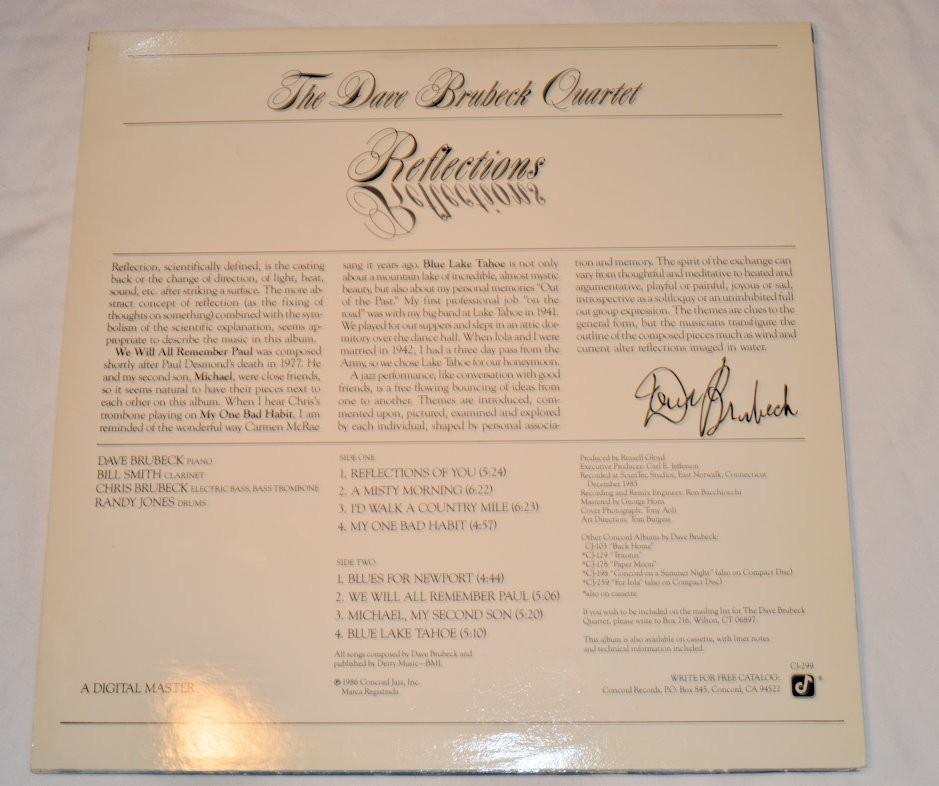 The Dave Brubeck Quartet
Reflections
Reflections
Reflection, scientifically defined, is the casting
back or the change of direction, of light, heat,
sound, etc. after striking a surface. The more ab-
stract concept of reflection (as the fixing of
thoughts on something) combined with the sym-
bolism of the scientific explanation, seems ap-
propriate to describe the music in this album.
We Will All Remember Paul was composed
shortly after Paul Desmond's death in 1977. He
and my second son, Michael, were close friends,
so it seems natural to have their pieces next to
each other on this album. When I hear Chris's
trombone playing on My One Bad Habit, I am
reminded of the wonderful way Carmen McRae
sang it years ago. Blue Lake Tahoe is not only
about a mountain lake of incredible, almost mystic
beauty, but also about my personal memories "Out
of the Past." My first professional job "on the
road" was with my big band at Lake Tahoe in 1941.
We played for our suppers and slept in an attic dor-
mitory over the dance hall. When Iola and I were
married in 1942, I had a three day pass from the
Army, so we chose Lake Tahoe for our honeymoon.
A jazz performance, like conversation with good
friends, is a free flowing bouncing of ideas from
one to another. Themes are introduced, com-
mented upon, pictured, examined and explored
by each individual, shaped by personal associa-
tion and memory. The spirit of the exchange can
vary from thoughtful and meditative to heated and
argumentative, playful or painful, joyous or sad,
introspective as a soliloquy or an uninhibited full
out group expression. The themes are clues to the
general form, but the musicians transfigure the
outline of the composed pieces much as wind and
current alter reflections imaged in water.
Dave Brubeck
DAVE BRUBECK PIANO
BILL SMITH CLARINET
CHRIS BRUBECK ELECTRIC BASS, BASS TROMBONE
RANDY JONES DRUMS
SIDE ONE
1. REFLECTIONS OF YOU (5:24)
2. A MISTY MORNING (6:22)
3. I'D WALK A COUNTRY MILE (6:23)
4. MY ONE BAD HABIT (4:57)
SIDE TWO
1. BLUES FOR NEWPORT (4:44)
2. WE WILL ALL REMEMBER PAUL (5:06)
3. MICHAEL, MY SECOND SON (5:20)
4. BLUE LAKE TAHOE (5:10)
All songs composed by Dave Brubeck and
published by Derry Music—BMI.
℗ 1986 Concord Jazz, Inc.
Marca Registrada
Produced by Russell Gloyd
Executive Producer: Carl E. Jefferson
Recorded at SounTec Studios, East Norwalk, Connecticut
December 1985
Recording and Remix Engineer: Ron Bacchiocchi
Mastered by George Horn
Cover Photograph: Tony Aoli
Art Direction: Tom Burgess
Other Concord Albums by Dave Brubeck:
CJ-103 "Back Home"
*CJ-129 "Tritonis"
*CJ-178 "Paper Moon"
*CJ-198 "Concord on a Summer Night" (also on Compact Disc)
*CJ-259 "For Iola" (also on Compact Disc)
*also on cassette
If you wish to be included on the mailing list for The Dave Brubeck
Quartet, please write to Box 216, Wilton, CT 06897.
This album is also available on cassette, with liner notes
and technical information included.
CJ-299
WRITE FOR FREE CATALOG:
Concord Records, P.O. Box 845, Concord, CA 94522
®
A DIGITAL MASTER